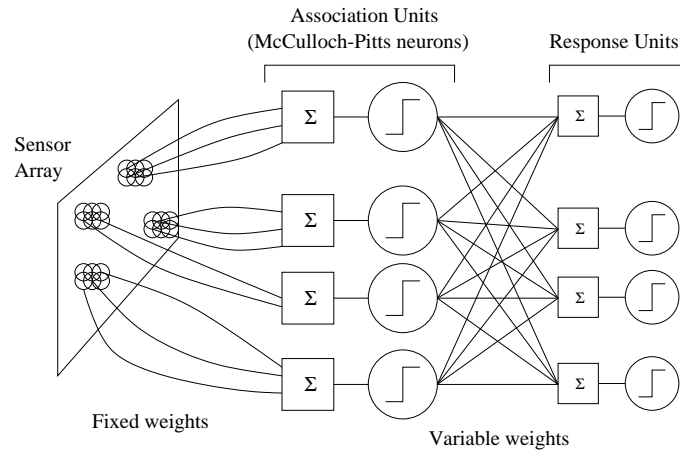 Association Units
(McCulloch-Pitts neurons)
Response Units
Sensor
Array
Σ
Σ
Σ
Σ
Σ
Σ
Σ
Σ
Fixed weights
Variable weights